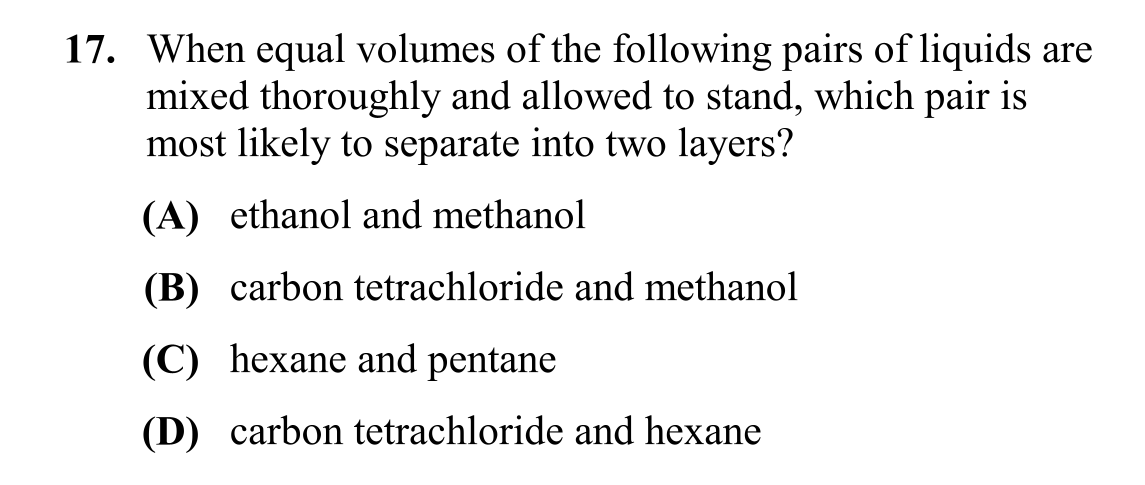 17. When equal volumes of the following pairs of liquids are
mixed thoroughly and allowed to stand, which pair is
most likely to separate into two layers?
(A) ethanol and methanol
(B) carbon tetrachloride and methanol
(C) hexane and pentane
(D) carbon tetrachloride and hexane